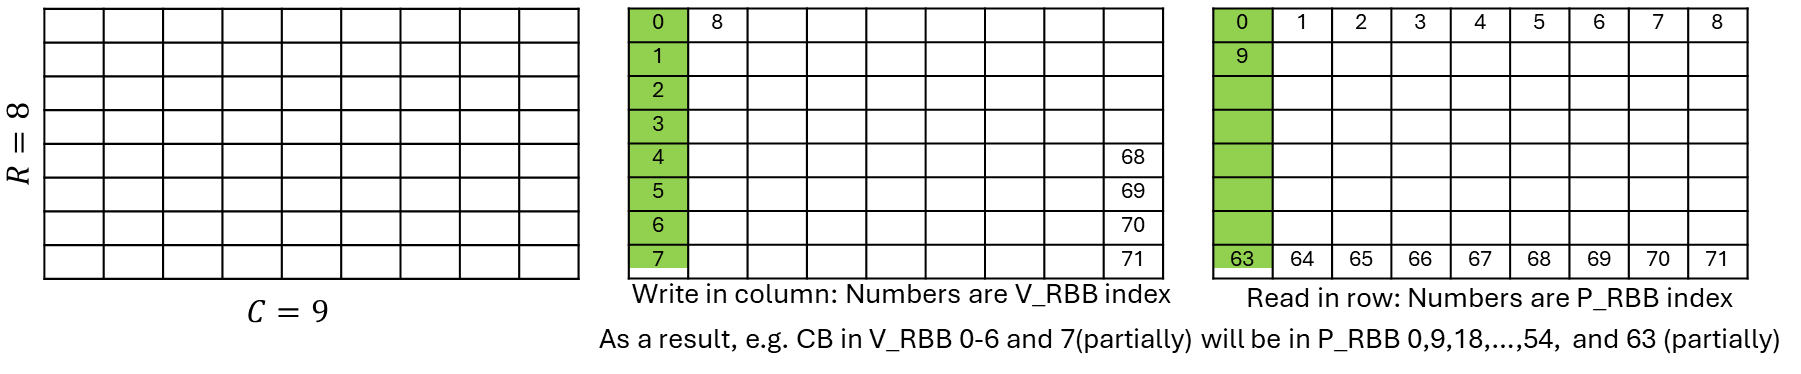 R = 8
C = 9
0 8
1
2
3
4 68
5 69
6 70
7 71
Write in column: Numbers are V_RBB index
0 1 2 3 4 5 6 7 8
9
63 64 65 66 67 68 69 70 71
Read in row: Numbers are P_RBB index
As a result, e.g. CB in V_RBB 0-6 and 7(partially) will be in P_RBB 0,9,18,...,54, and 63 (partially)